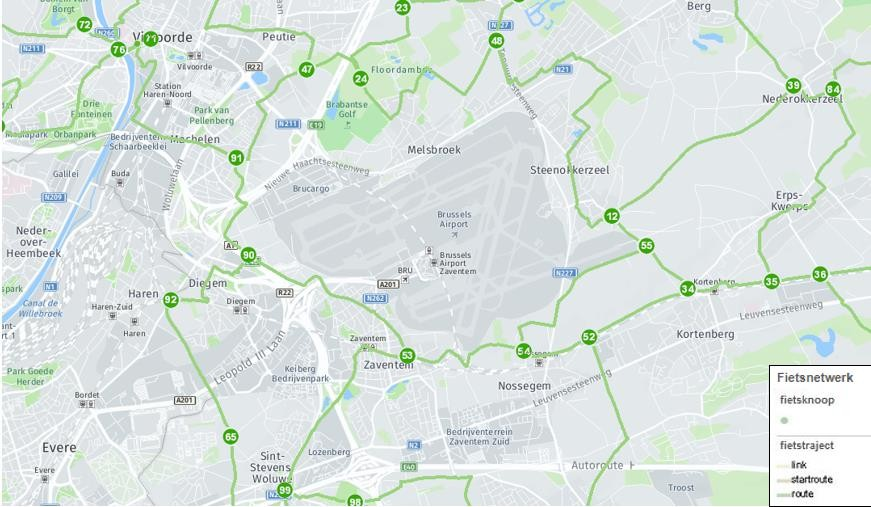 Borgt
72
N260
Vilvoorde
76
N211
Vilvoorde
Peutie
23
N227
48
Berg
R22
47
24
Floordambos
N21
39
84
Nederokkerzeel
Station
Haren-Noord
Drie
Fonteinen
Park van
Pellenberg
Brabantse
Golf
N211
E19
Orbanpark
Bedrijventerrein
Schaarbeeklei
Machelen
91
Melsbroek
Nieuwe Haachtsesteenweg
Steenokkerzeel
Galilei
Buda
Woluwelaan
Brucargo
N209
Erps-
Kwerps
Neder-
over-
Heembeek
Brussels
Airport
12
55
90
Brussels
Airport
Zaventem
BRU
A201
N227
34
Kortenberg
35
36
N1
Diegem
R22
N262
Haren
92
Canal de
Willebroek
Haren-Zuid
Haren
Diegem
Leuvensesteenweg
Kortenberg
Leopold III Laan
Zaventem
53
Zaventem
54
52
Park Goede
Herder
Keiberg
Bedrijvenpark
Nossegem
Leuvensesteenweg
Bordet
A201
65
Evere
Evere
Sint-
Stevens
Woluwe
Lozenberg
N2
Bedrijventerrein
Zaventem Zuid
E40
Autoroute
Troost
99
98
Fietsnetwerk
fietsknoop
fietstraject
link
startroute
route